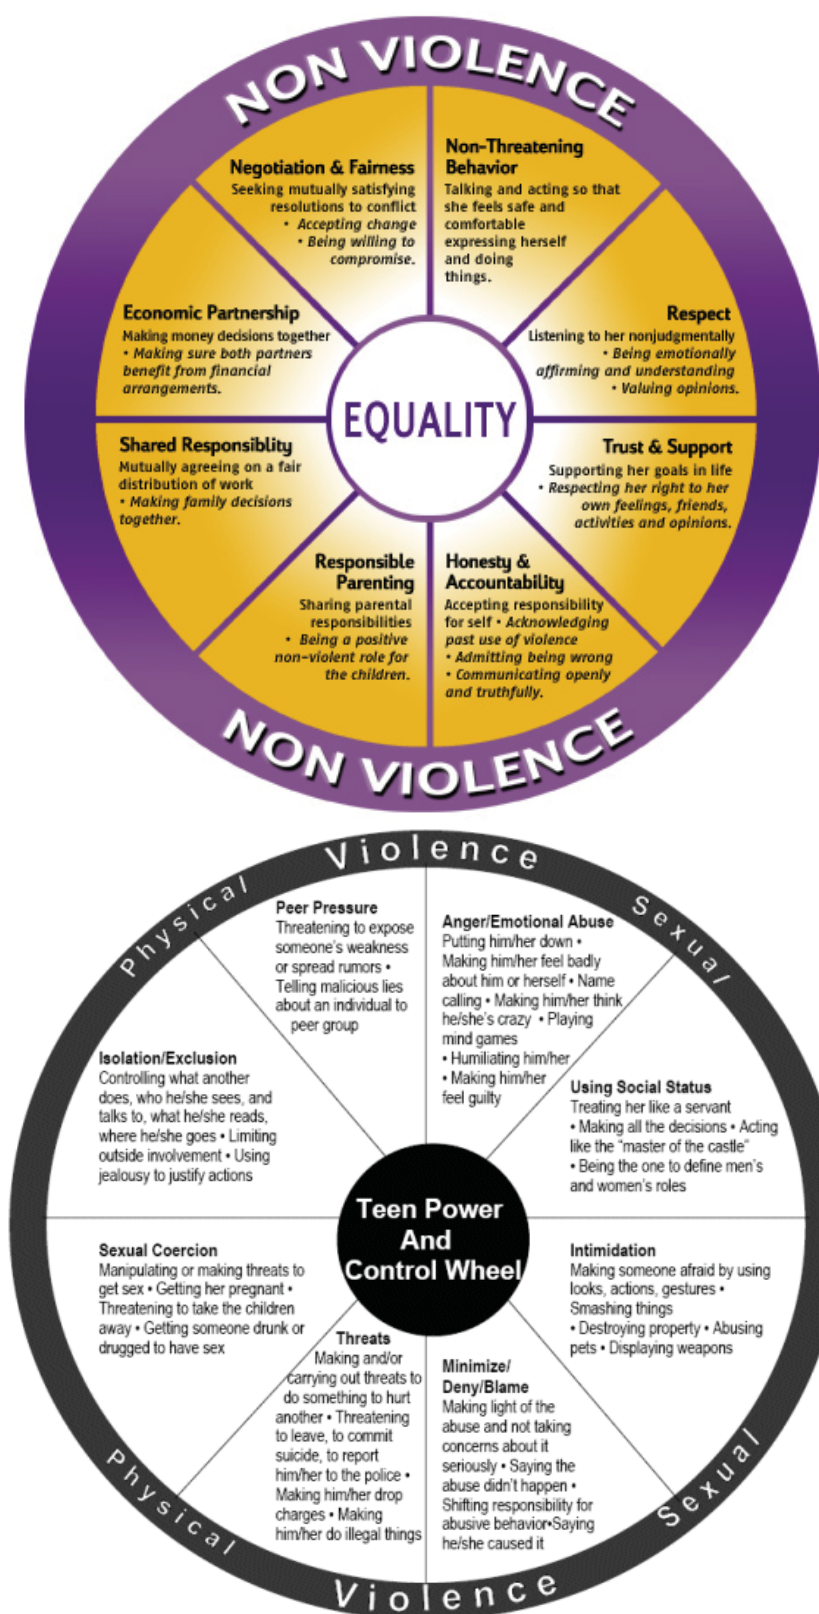 NON VIOLENCE
Negotiation & Fairness
Seeking mutually satisfying
resolutions to conflict
• Accepting change
• Being willing to
compromise.
Non-Threatening
Behavior
Talking and acting so that
she feels safe and
comfortable
expressing herself
and doing
things.
Economic Partnership
Making money decisions together
• Making sure both partners
benefit from financial
arrangements.
Respect
Listening to her nonjudgmentally
• Being emotionally
affirming and understanding
• Valuing opinions.
EQUALITY
Shared Responsiblity
Mutually agreeing on a fair
distribution of work
• Making family decisions
together.
Trust & Support
Supporting her goals in life
• Respecting her right to her
own feelings, friends,
activities and opinions.
Responsible
Parenting
Sharing parental
responsibilities
• Being a positive
non-violent role for
the children.
Honesty &
Accountability
Accepting responsibility
for self • Acknowledging
past use of violence
• Admitting being wrong
• Communicating openly
and truthfully.
NON VIOLENCE
Physical Violence Sexual
Peer Pressure
Threatening to expose
someone's weakness
or spread rumors •
Telling malicious lies
about an individual to
peer group
Anger/Emotional Abuse
Putting him/her down •
Making him/her feel badly
about him or herself • Name
calling • Making him/her think
he/she's crazy • Playing
mind games
• Humiliating him/her
• Making him/her
feel guilty
Isolation/Exclusion
Controlling what another
does, who he/she sees, and
talks to, what he/she reads,
where he/she goes • Limiting
outside involvement • Using
jealousy to justify actions
Using Social Status
Treating her like a servant
• Making all the decisions • Acting
like the "master of the castle"
• Being the one to define men's
and women's roles
Teen Power
And
Control Wheel
Sexual Coercion
Manipulating or making threats to
get sex • Getting her pregnant •
Threatening to take the children
away • Getting someone drunk or
drugged to have sex
Intimidation
Making someone afraid by using
looks, actions, gestures •
Smashing things
• Destroying property • Abusing
pets • Displaying weapons
Threats
Making and/or
carrying out threats to
do something to hurt
another • Threatening
to leave, to commit
suicide, to report
him/her to the police •
Making him/her drop
charges • Making
him/her do illegal things
Minimize/
Deny/Blame
Making light of the
abuse and not taking
concerns about it
seriously • Saying the
abuse didn't happen •
Shifting responsibility for
abusive behavior•Saying
he/she caused it
Physical Violence Sexual